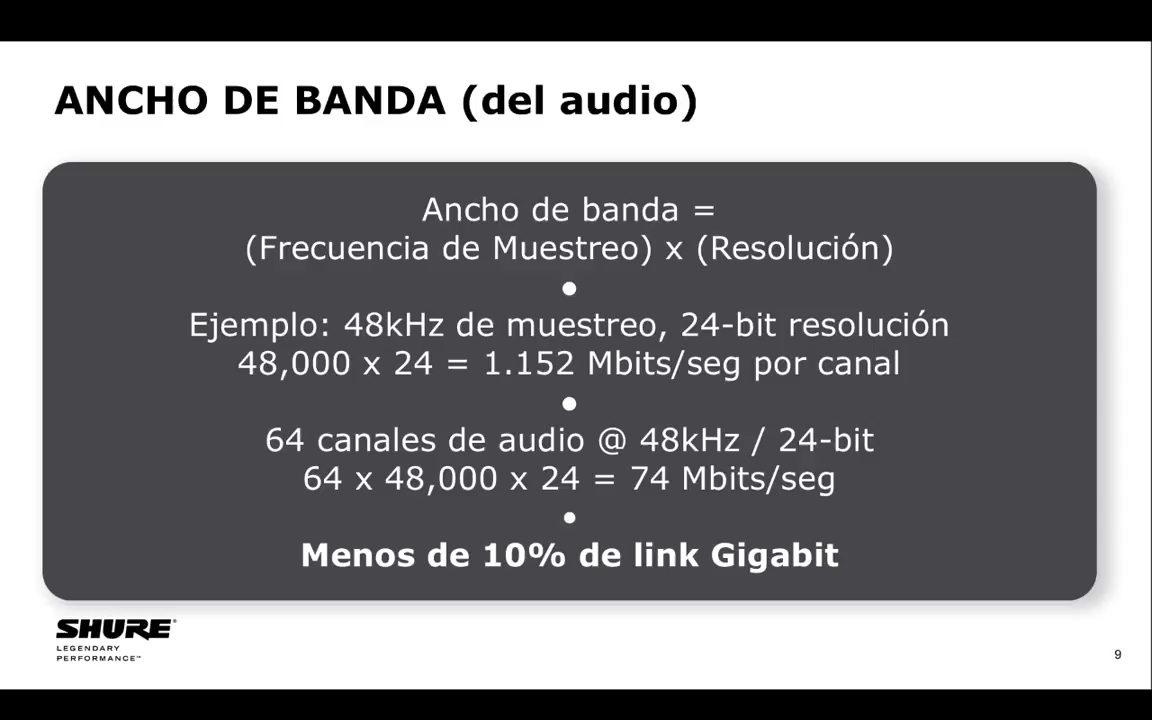 ANCHO DE BANDA (del audio)
Ancho de banda =
(Frecuencia de Muestreo) x (Resolución)
•
Ejemplo: 48kHz de muestreo, 24-bit resolución
48,000 x 24 = 1.152 Mbits/seg por canal
•
64 canales de audio @ 48kHz / 24-bit
64 x 48,000 x 24 = 74 Mbits/seg
•
Menos de 10% de link Gigabit
SHURE®
LEGENDARY
PERFORMANCE™
9